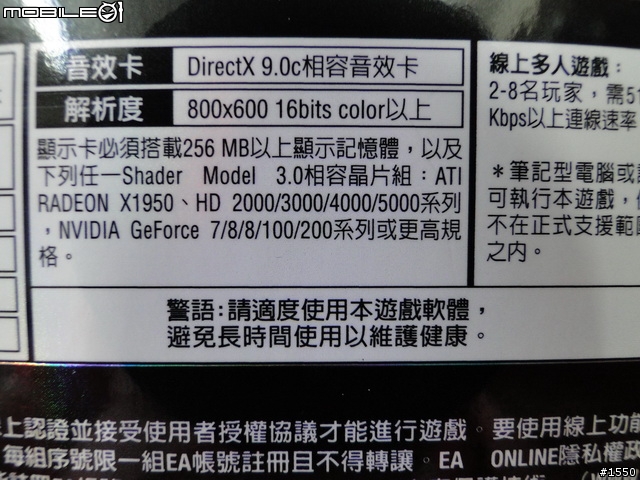 MOBILE01
音效卡 DirectX 9.0c相容音效卡
解析度 800x600 16bits color以上
顯示卡必須搭載256 MB以上顯示記憶體，以及
下列任一Shader Model 3.0相容晶片組：ATI
RADEON X1950、HD 2000/3000/4000/5000系列
，NVIDIA GeForce 7/8/8/100/200系列或更高規
格。
線上多人遊戲：
2-8名玩家，需51
Kbps以上連線速率
＊筆記型電腦或
可執行本遊戲，
不在正式支援範
之內。
警語：請適度使用本遊戲軟體，
避免長時間使用以維護健康。
上認證並接受使用者授權協議才能進行遊戲。要使用線上功
每組序號限一組EA帳號註冊且不得轉讓。EA ONLINE隱私權政
#1550